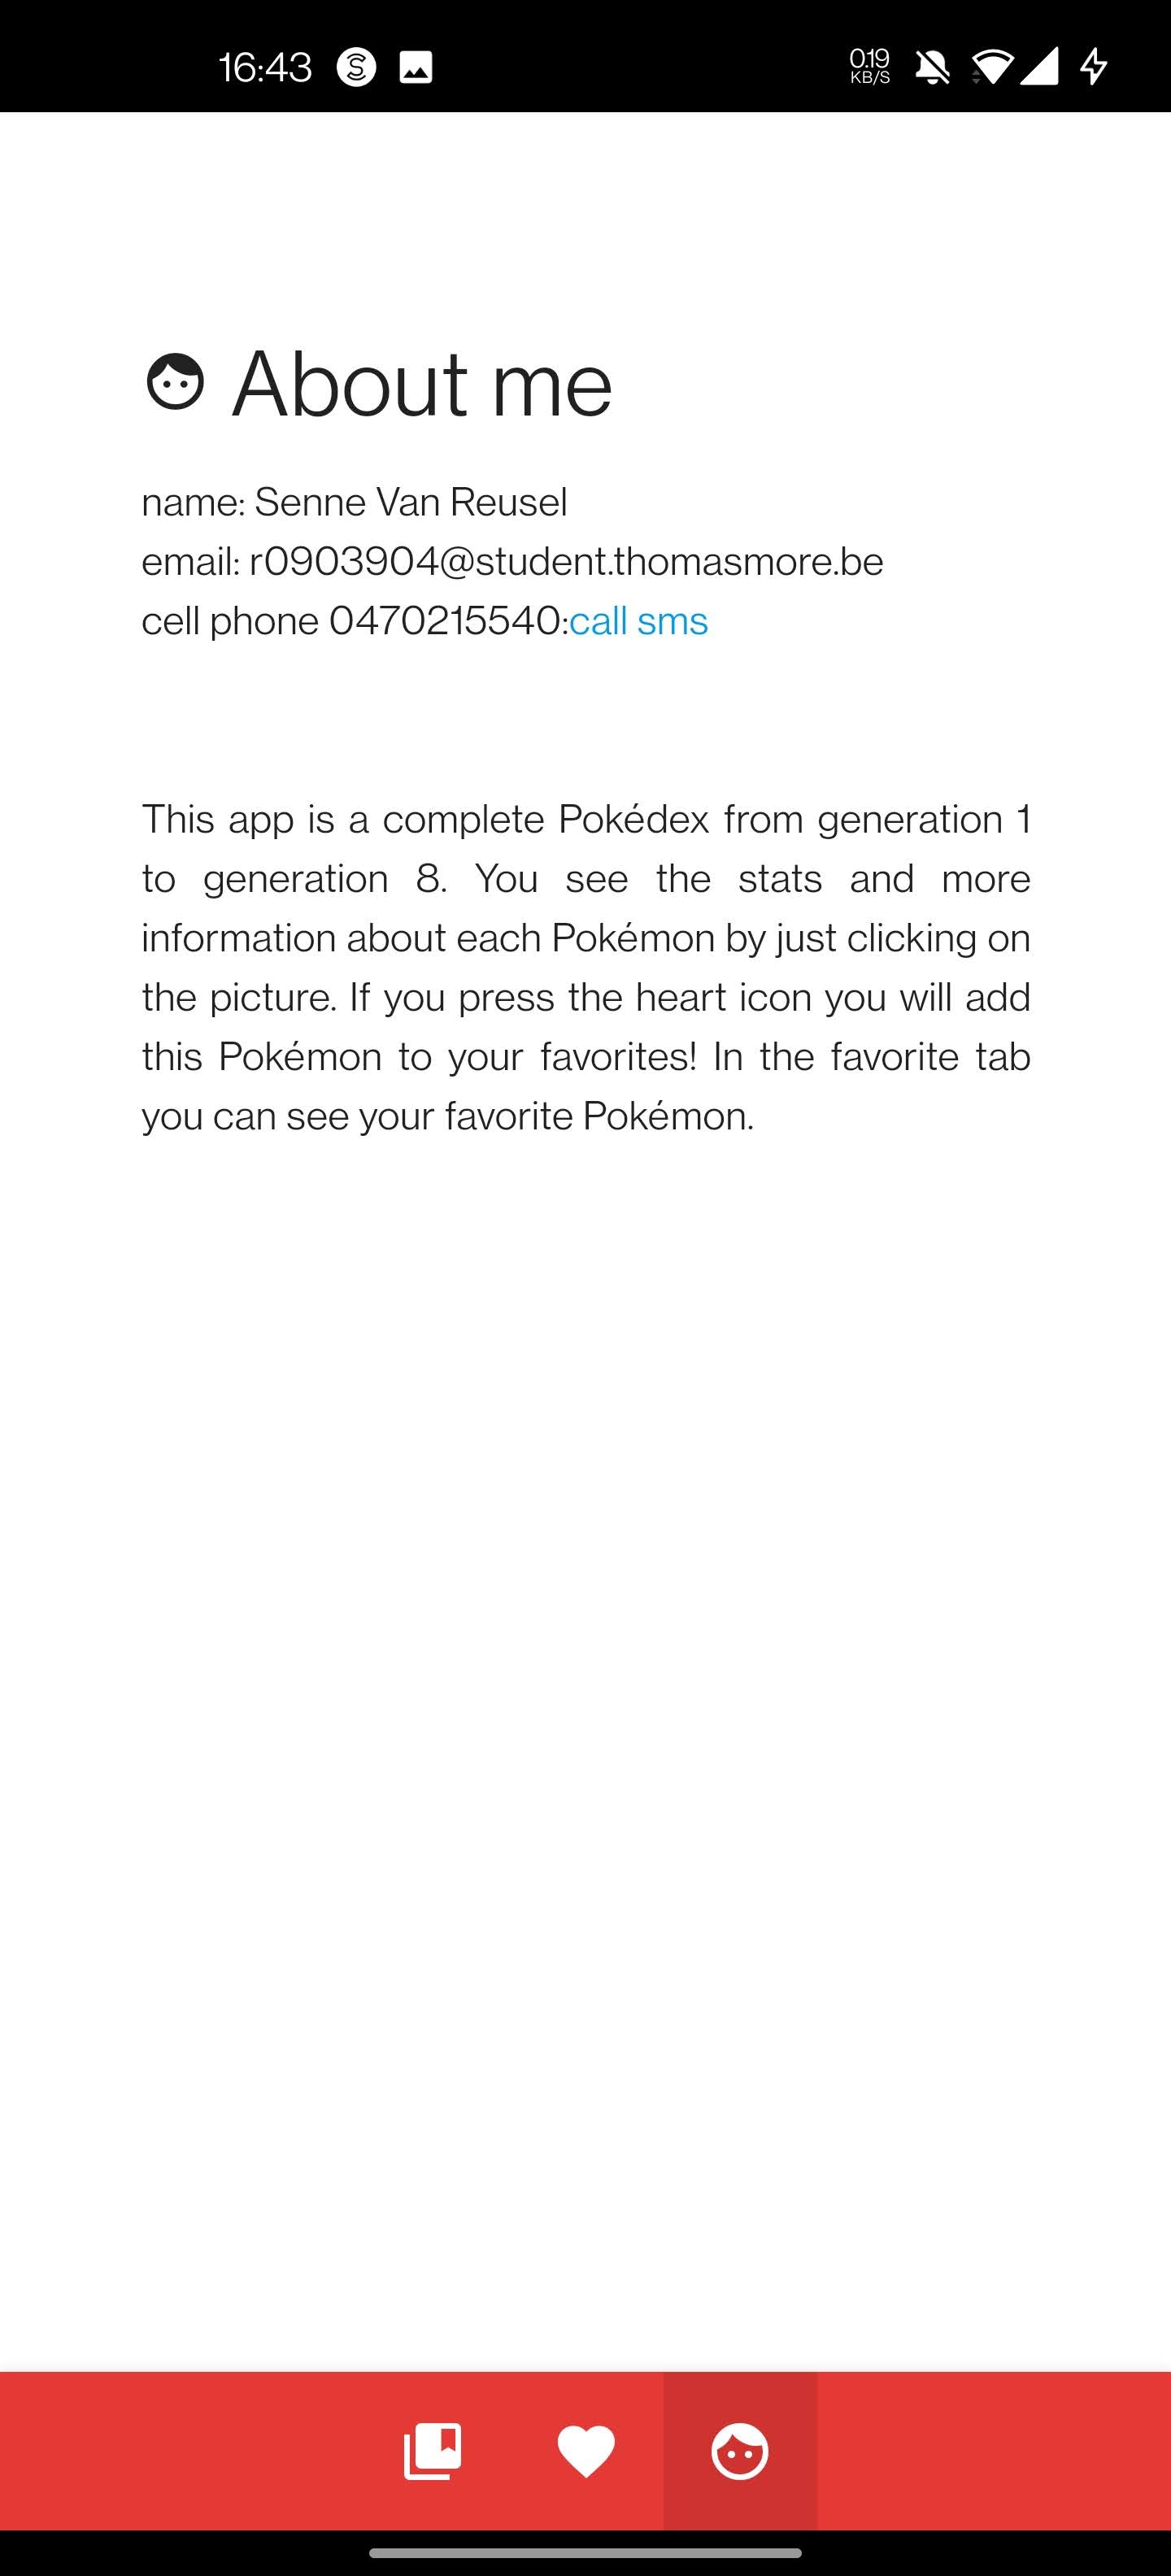 16:43
0.19
KB/S
About me
name: Senne Van Reusel
email: r0903904@student.thomasmore.be
cell phone 0470215540:call sms
This app is a complete Pokédex from generation 1
to generation 8. You see the stats and more
information about each Pokémon by just clicking on
the picture. If you press the heart icon you will add
this Pokémon to your favorites! In the favorite tab
you can see your favorite Pokémon.